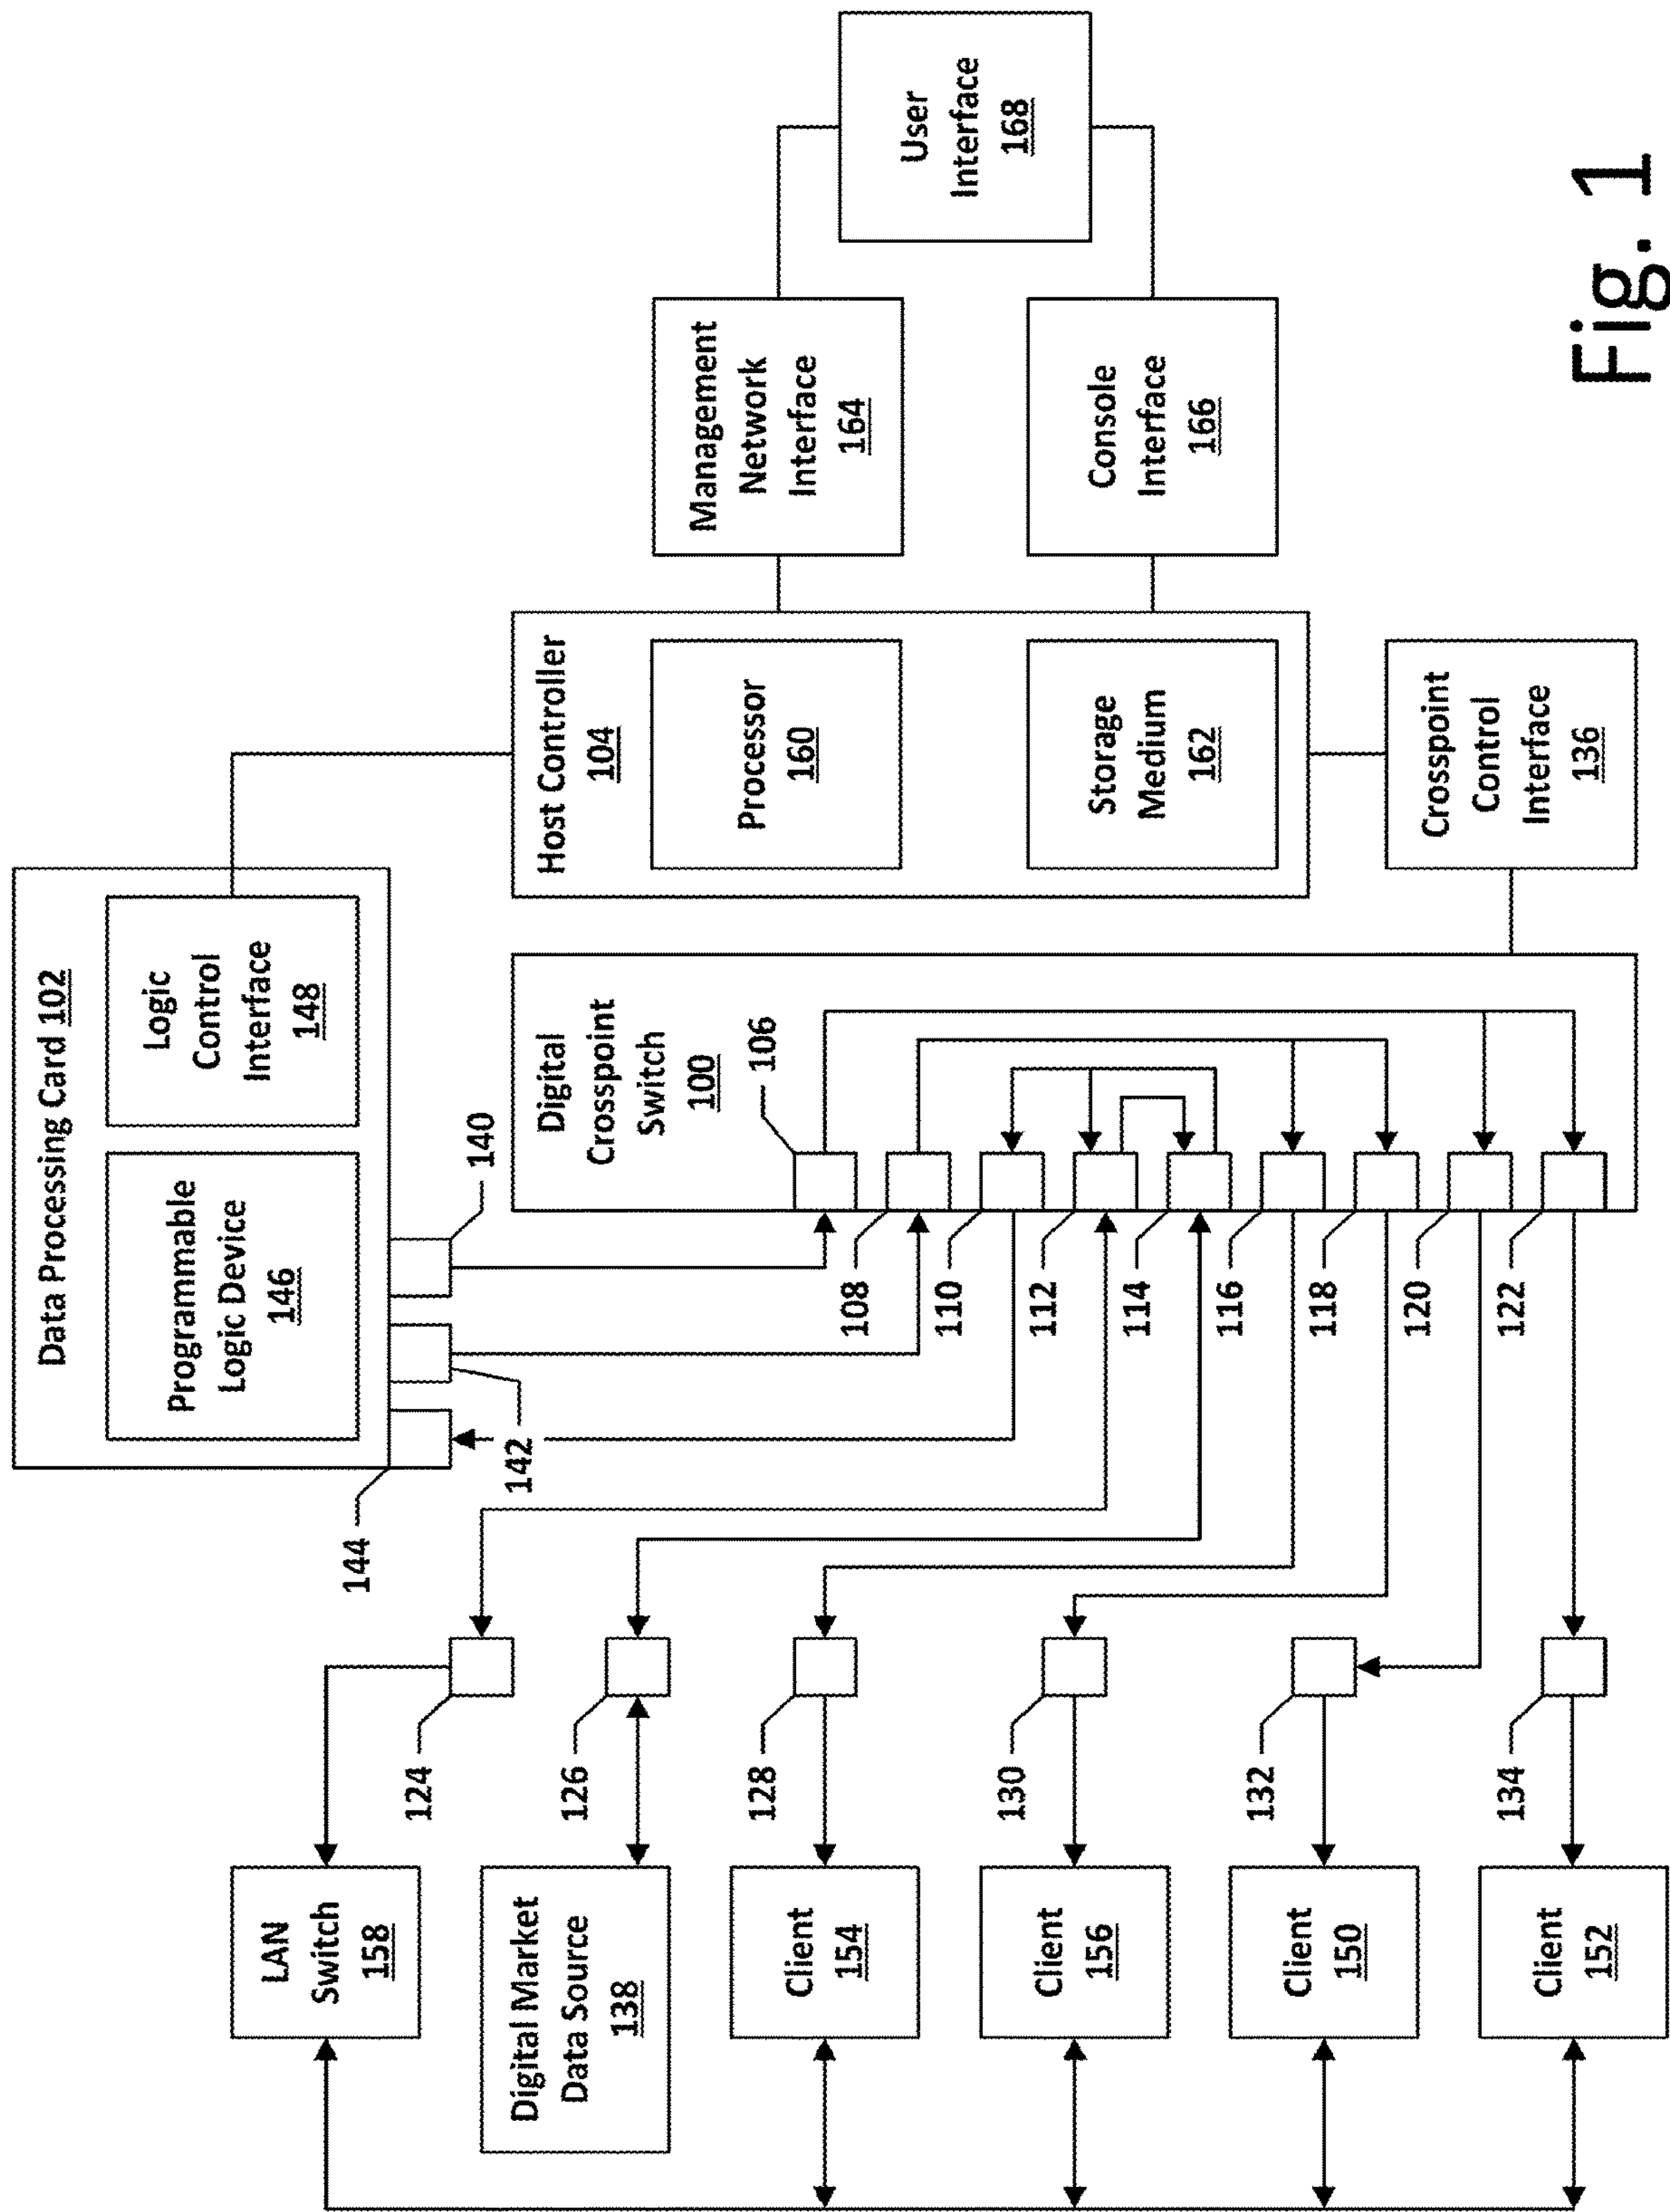 Data Processing Card 102
Programmable
Logic Device
146
Logic
Control
Interface
148
144
142
140
Host Controller
104
Processor
160
Storage
Medium
162
Management
Network
Interface
164
Console
Interface
166
User
Interface
168
Crosspoint
Control
Interface
136
Digital
Crosspoint
Switch
100
106
108
110
112
114
116
118
120
122
124
126
128
130
132
134
LAN
Switch
158
Digital Market
Data Source
138
Client
154
Client
156
Client
150
Client
152
Fig. 1